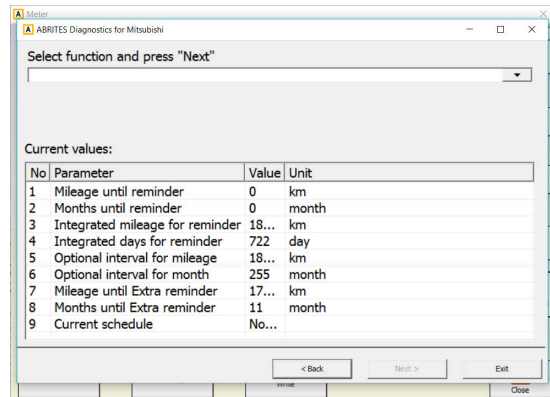 Meter
ABRITES Diagnostics for Mitsubishi
Select function and press "Next"
Current values:
No Parameter Value Unit
1 Mileage until reminder 0 km
2 Months until reminder 0 month
3 Integrated mileage for reminder 18... km
4 Integrated days for reminder 722 day
5 Optional interval for mileage 18... km
6 Optional interval for month 255 month
7 Mileage until Extra reminder 17... km
8 Months until Extra reminder 11 month
9 Current schedule No...
< Back Next > Exit
Write
Close